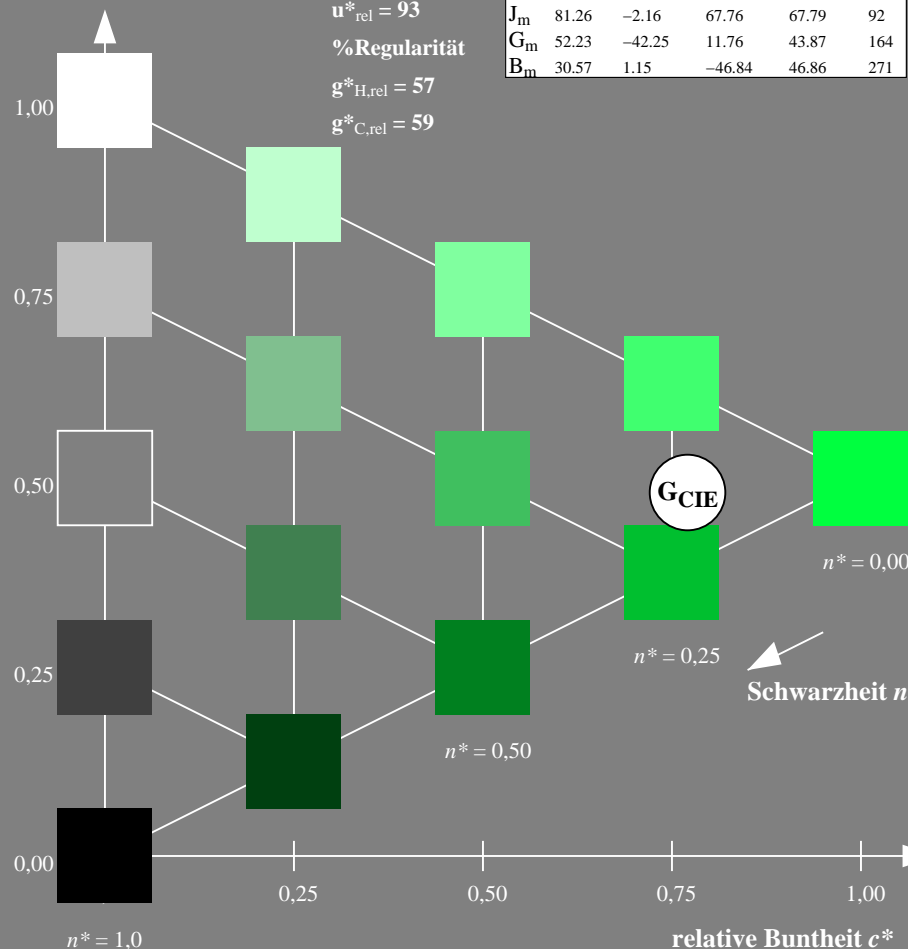 u*rel = 93
%Regularität
g*H,rel = 57
g*C,rel = 59
Jm 81.26 −2.16 67.76 67.79 92
Gm 52.23 −42.25 11.76 43.87 164
Bm 30.57 1.15 −46.84 46.86 271
1,00
0,75
0,50
GCIE
n* = 0,00
n* = 0,25
0,25
Schwarzheit n
n* = 0,50
0,00
0,25 0,50 0,75 1,00
n* = 1,0
relative Buntheit c*